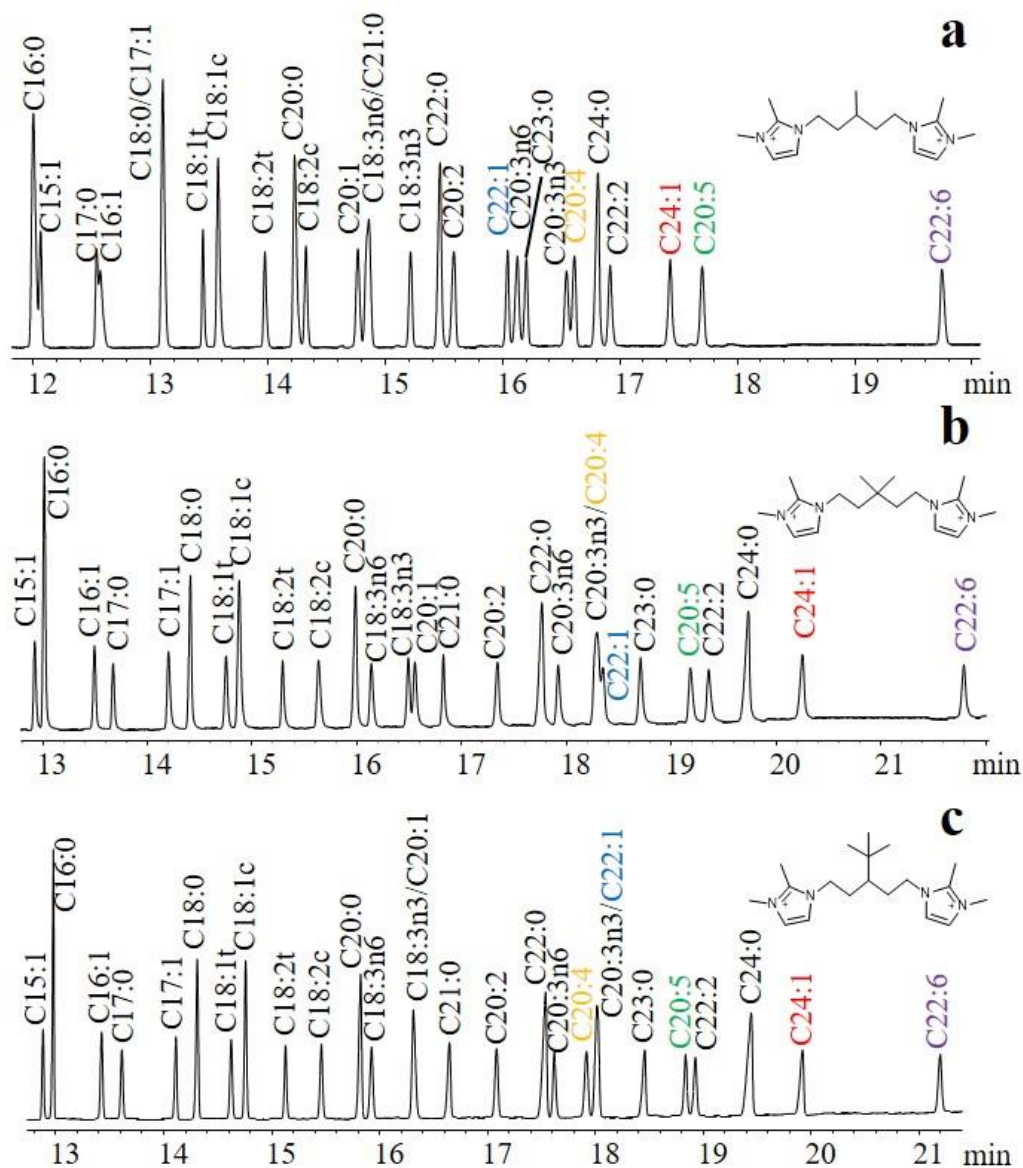 a
C16:0
C15:1
C17:0
C16:1
C18:0/C17:1
C18:1t
C18:1c
C18:2t
C20:0
C18:2c
C20:1
C18:3n6/C21:0
C18:3n3
C22:0
C20:2
C22:1
C20:3n6
C23:0
C20:3n3
C20:4
C24:0
C22:2
C24:1
C20:5
C22:6
N N+ N N+
12 13 14 15 16 17 18 19 min
b
C15:1
C16:0
C16:1
C17:0
C17:1
C18:0
C18:1t
C18:1c
C18:2t
C18:2c
C20:0
C18:3n6
C18:3n3
C20:1
C21:0
C20:2
C22:0
C20:3n6
C20:3n3/C20:4
C22:1
C23:0
C20:5
C22:2
C24:0
C24:1
C22:6
N N+ N N+
13 14 15 16 17 18 19 20 21 min
c
C15:1
C16:0
C16:1
C17:0
C17:1
C18:0
C18:1t
C18:1c
C18:2t
C18:2c
C20:0
C18:3n6
C18:3n3/C20:1
C21:0
C20:2
C22:0
C20:3n6
C20:4
C20:3n3/C22:1
C23:0
C20:5
C22:2
C24:0
C24:1
C22:6
N N+ N N+
13 14 15 16 17 18 19 20 21 min